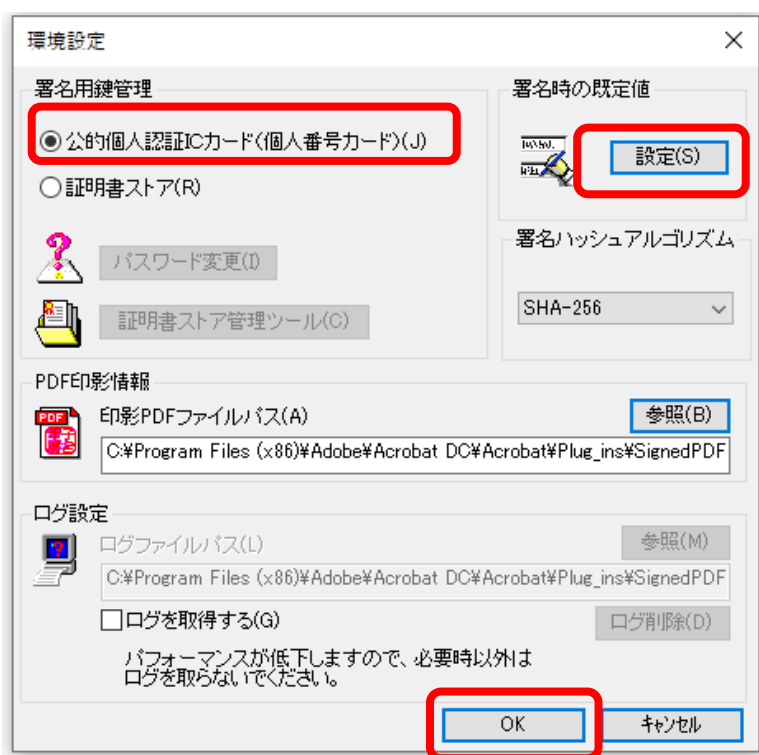 環境設定
署名用鍵管理
公的個人認証ICカード(個人番号カード)(J)
証明書ストア(R)
パスワード変更(I)
証明書ストア管理ツール(C)
署名時の既定値
設定(S)
署名ハッシュアルゴリズム
SHA-256
PDF印影情報
印影PDFファイルパス(A)
参照(B)
C:¥Program Files (x86)¥Adobe¥Acrobat DC¥Acrobat¥Plug_ins¥SignedPDF
ログ設定
ログファイルパス(L)
参照(M)
C:¥Program Files (x86)¥Adobe¥Acrobat DC¥Acrobat¥Plug_ins¥SignedPDF
ログを取得する(G)
ログ削除(D)
パフォーマンスが低下しますので、必要時以外は
ログを取らないでください。
OK
キャンセル